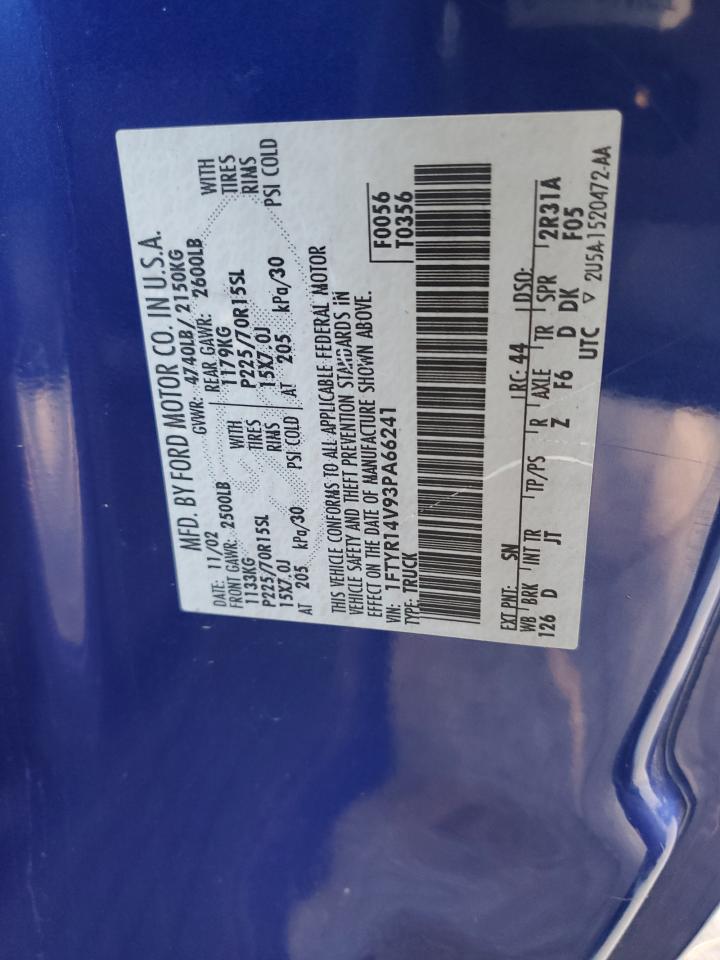 MFD. BY FORD MOTOR CO. IN U.S.A.
DATE: 11/02 GVWR: 4740LB/2150KG
FRONT GAWR: 2500LB REAR GAWR: 2600LB
1133KG WITH 1179KG WITH
P225/70R15SL TIRES P225/70R15SL TIRES
15X7.0J RIMS 15X7.0J RIMS
AT 205 kPa/30 PSI COLD AT 205 kPa/30 PSI COLD
THIS VEHICLE CONFORMS TO ALL APPLICABLE FEDERAL MOTOR
VEHICLE SAFETY AND THEFT PREVENTION STANDARDS IN
EFFECT ON THE DATE OF MANUFACTURE SHOWN ABOVE.
VIN: 1FTYR14V93PA66241 F0056
TYPE: TRUCK T0356
EXT PNT: SN RC: 44 DSO:
WB BRK INT TR TP/PS R AXLE TR SPR 2R31A
126 D JT Z F6 D DK F05
UTC ▽ 2U5A-1520472-AA